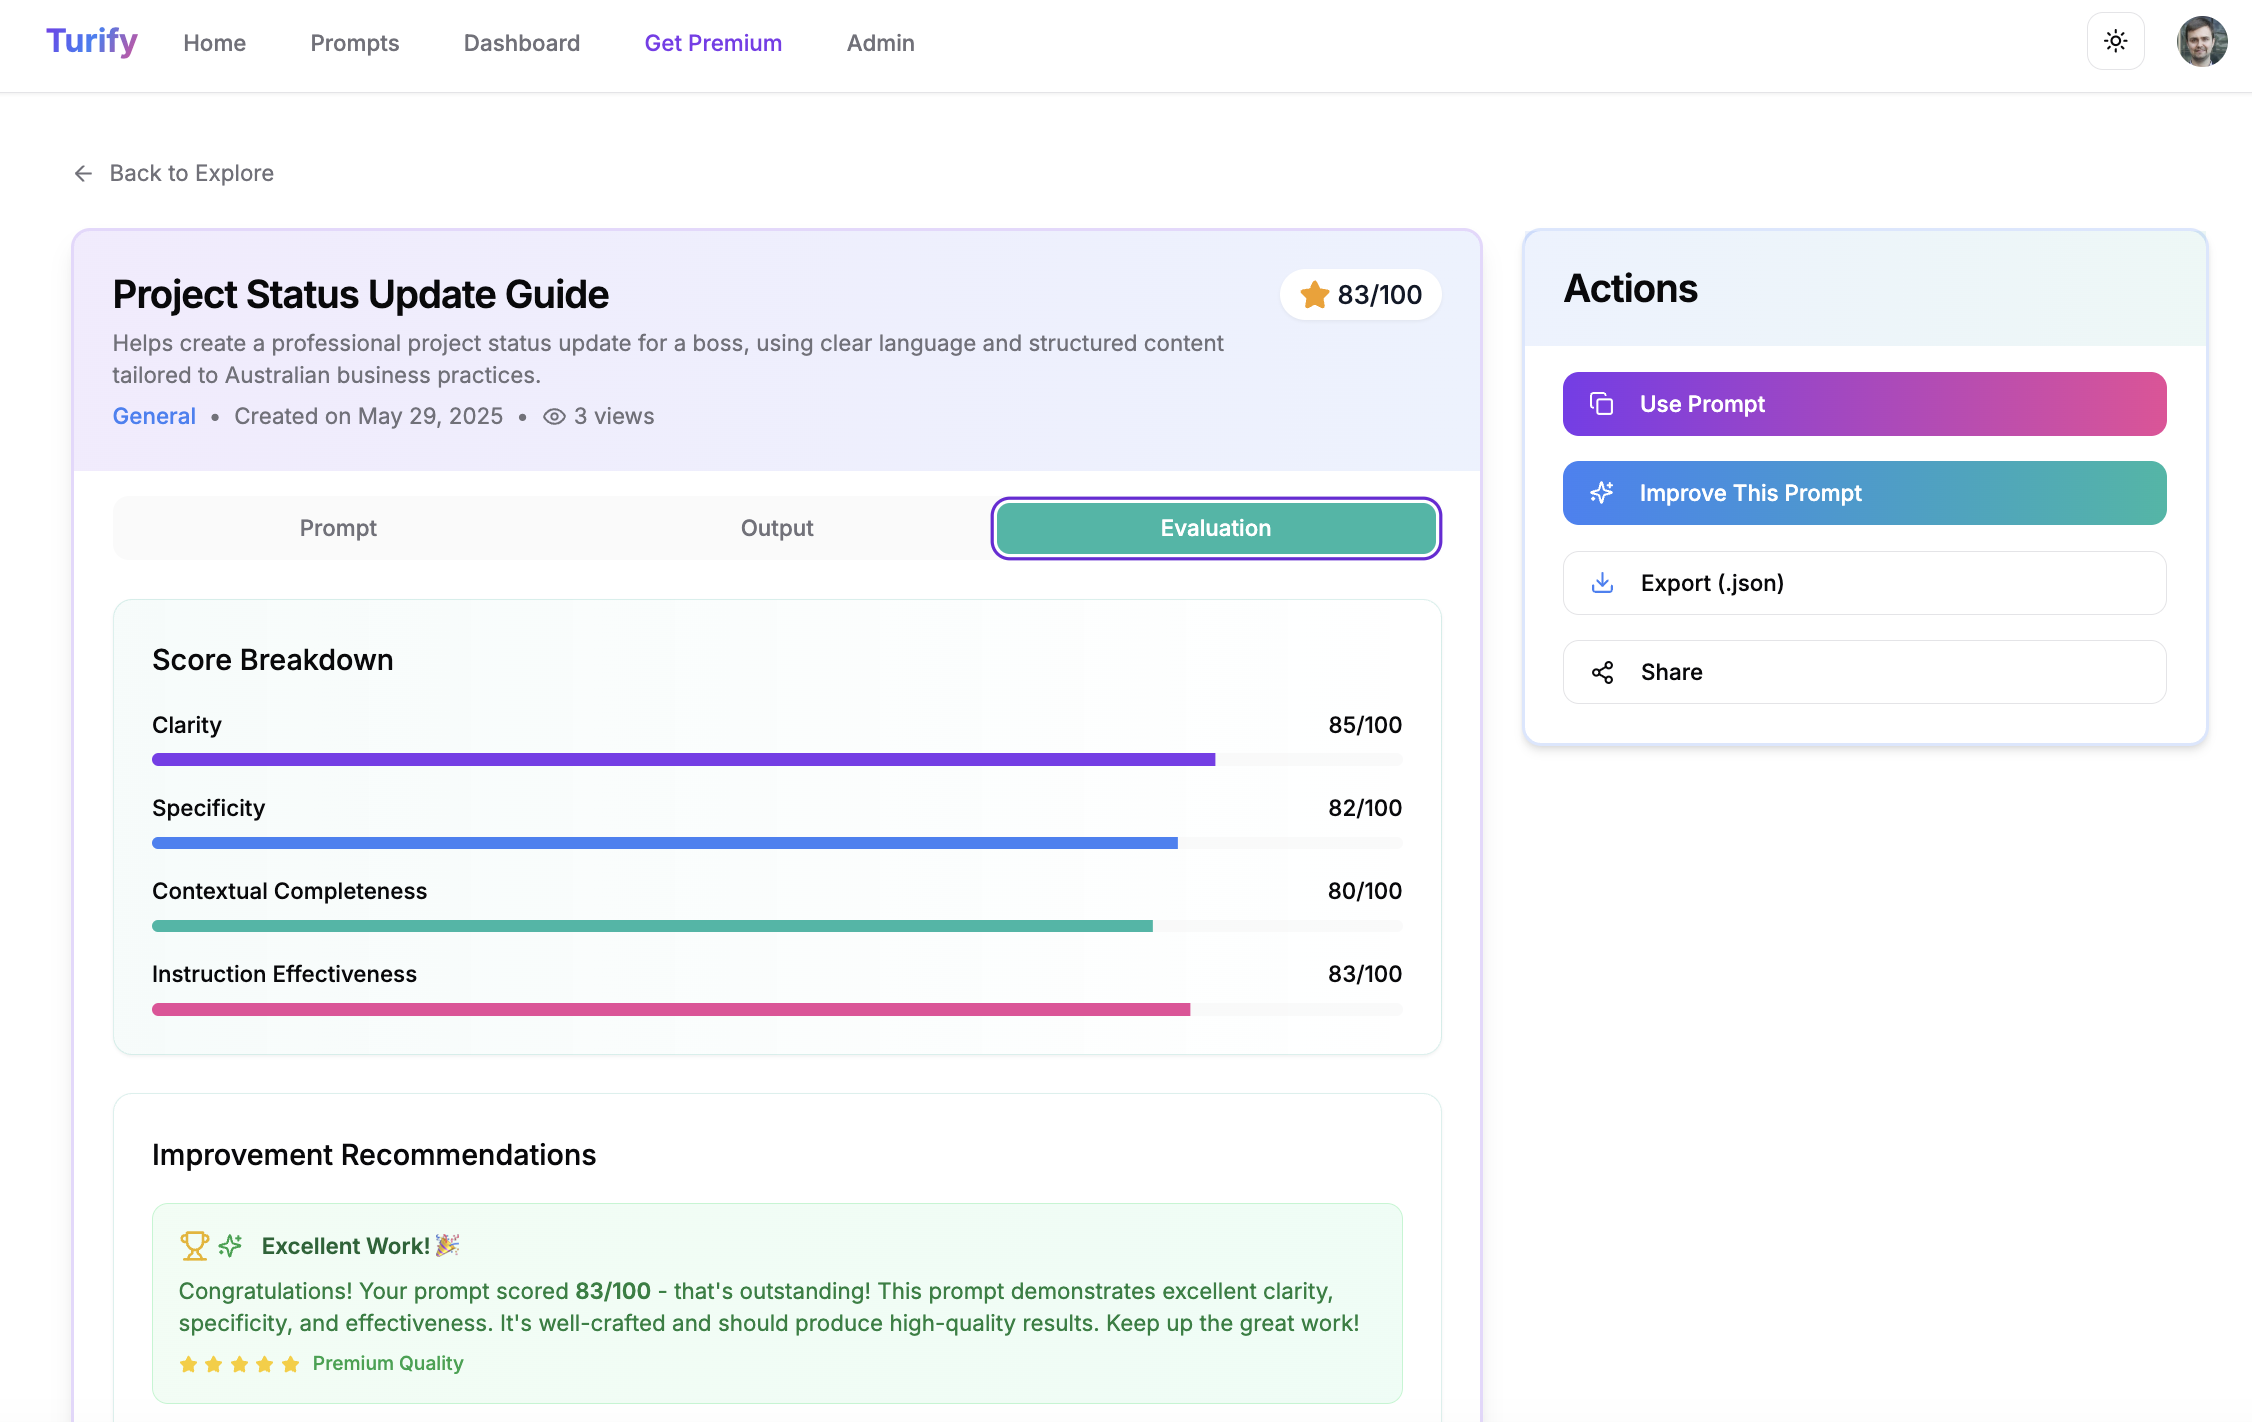 Turify
Home
Prompts
Dashboard
Get Premium
Admin
Back to Explore
Project Status Update Guide
83/100
Helps create a professional project status update for a boss, using clear language and structured content
tailored to Australian business practices.
General • Created on May 29, 2025 • 3 views
Prompt
Output
Evaluation
Score Breakdown
Clarity 85/100
Specificity 82/100
Contextual Completeness 80/100
Instruction Effectiveness 83/100
Improvement Recommendations
Excellent Work! 🎉
Congratulations! Your prompt scored 83/100 - that's outstanding! This prompt demonstrates excellent clarity,
specificity, and effectiveness. It's well-crafted and should produce high-quality results. Keep up the great work!
Premium Quality
Actions
Use Prompt
Improve This Prompt
Export (.json)
Share